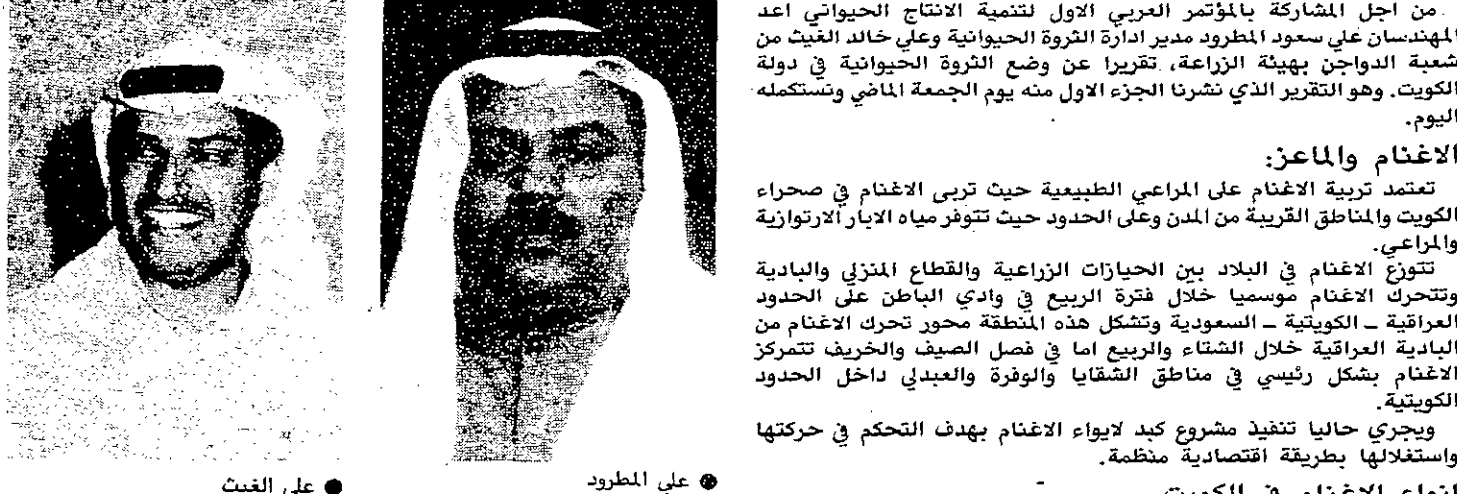 من اجل المشاركة بالمؤتمر العربي الاول لتنمية الانتاج الحيواني اعد
المهندسان علي سعود المطرود مدير ادارة الثروة الحيوانية وعلي خالد الغيث من
شعبة الدواجن بهيئة الزراعة، تقريرا عن وضع الثروة الحيوانية في دولة
الكويت. وهو التقرير الذي نشرنا الجزء الاول منه يوم الجمعة الماضي ونستكمله
اليوم.
الاغنام والماعز:
تعتمد تربية الاغنام على المراعي الطبيعية حيث تربى الاغنام في صحراء
الكويت والمناطق القريبة من المدن وعلى الحدود حيث تتوفر مياه الابار الارتوازية
والمراعي.
تتوزع الاغنام في البلاد بين الحيازات الزراعية والقطاع المنزلي والبادية
وتتحرك الاغنام موسميا خلال فترة الربيع في وادي الباطن على الحدود
العراقية ـ الكويتية ـ السعودية وتشكل هذه المنطقة محور تحرك الاغنام من
البادية العراقية خلال الشتاء والربيع اما في فصل الصيف والخريف تتمركز
الاغنام بشكل رئيسي في مناطق الشقايا والوفرة والعبدلي داخل الحدود
الكويتية.
ويجري حاليا تنفيذ مشروع كبد لايواء الاغنام بهدف التحكم في حركتها
واستغلالها بطريقة اقتصادية منظمة.
انواع الاغنام في الكويت
● علي المطرود
● علي الغيث